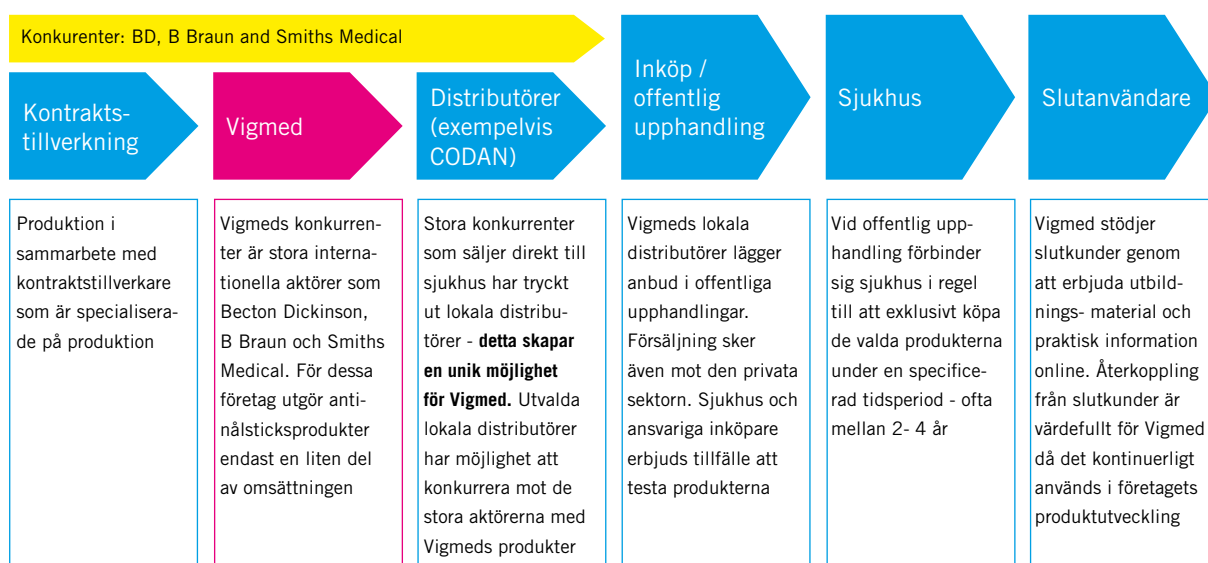 Konkurenter: BD, B Braun and Smiths Medical
Kontrakts-
tillverkning
Vigmed
Distributörer
(exempelvis
CODAN)
Inköp /
offentlig
upphandling
Sjukhus
Slutanvändare
Produktion i
sammarbete med
kontraktstillverkare
som är specialisera-
de på produktion
Vigmeds konkurren-
ter är stora interna-
tionella aktörer som
Becton Dickinson,
B Braun och Smiths
Medical. För dessa
företag utgör anti-
nålsticksprodukter
endast en liten del
av omsättningen
Stora konkurrenter
som säljer direkt till
sjukhus har tryckt
ut lokala distribu-
törer - detta skapar
en unik möjlighet
för Vigmed. Utvalda
lokala distributörer
har möjlighet att
konkurrera mot de
stora aktörerna med
Vigmeds produkter
Vigmeds lokala
distributörer lägger
anbud i offentliga
upphandlingar.
Försäljning sker
även mot den privata
sektorn. Sjukhus och
ansvariga inköpare
erbjuds tillfälle att
testa produkterna
Vid offentlig upp-
handling förbinder
sig sjukhus i regel
till att exklusivt köpa
de valda produkterna
under en specifice-
rad tidsperiod - ofta
mellan 2- 4 år
Vigmed stödjer
slutkunder genom
att erbjuda utbild-
nings- material och
praktisk information
online. Återkoppling
från slutkunder är
värdefullt för Vigmed
då det kontinuerligt
används i företagets
produktutveckling